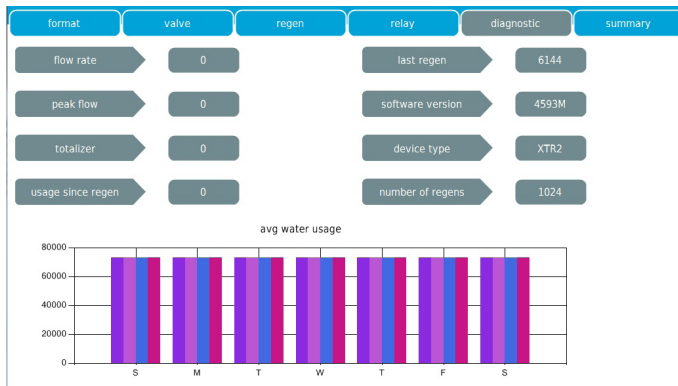 format valve regen relay diagnostic summary
flow rate 0 last regen 6144
peak flow 0 software version 4593M
totalizer 0 device type XTR2
usage since regen 0 number of regens 1024
avg water usage
80000
60000
40000
20000
0
S M T W T F S